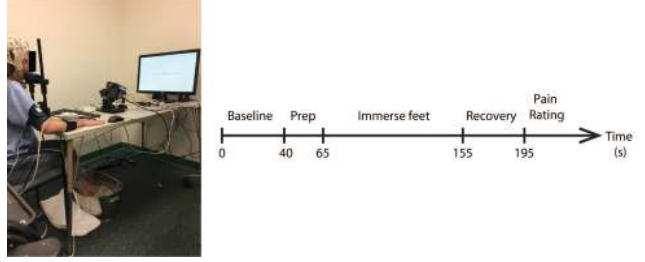 Pain
Baseline Prep Immerse feet Recovery Rating
Time
0 40 65 155 195 (s)